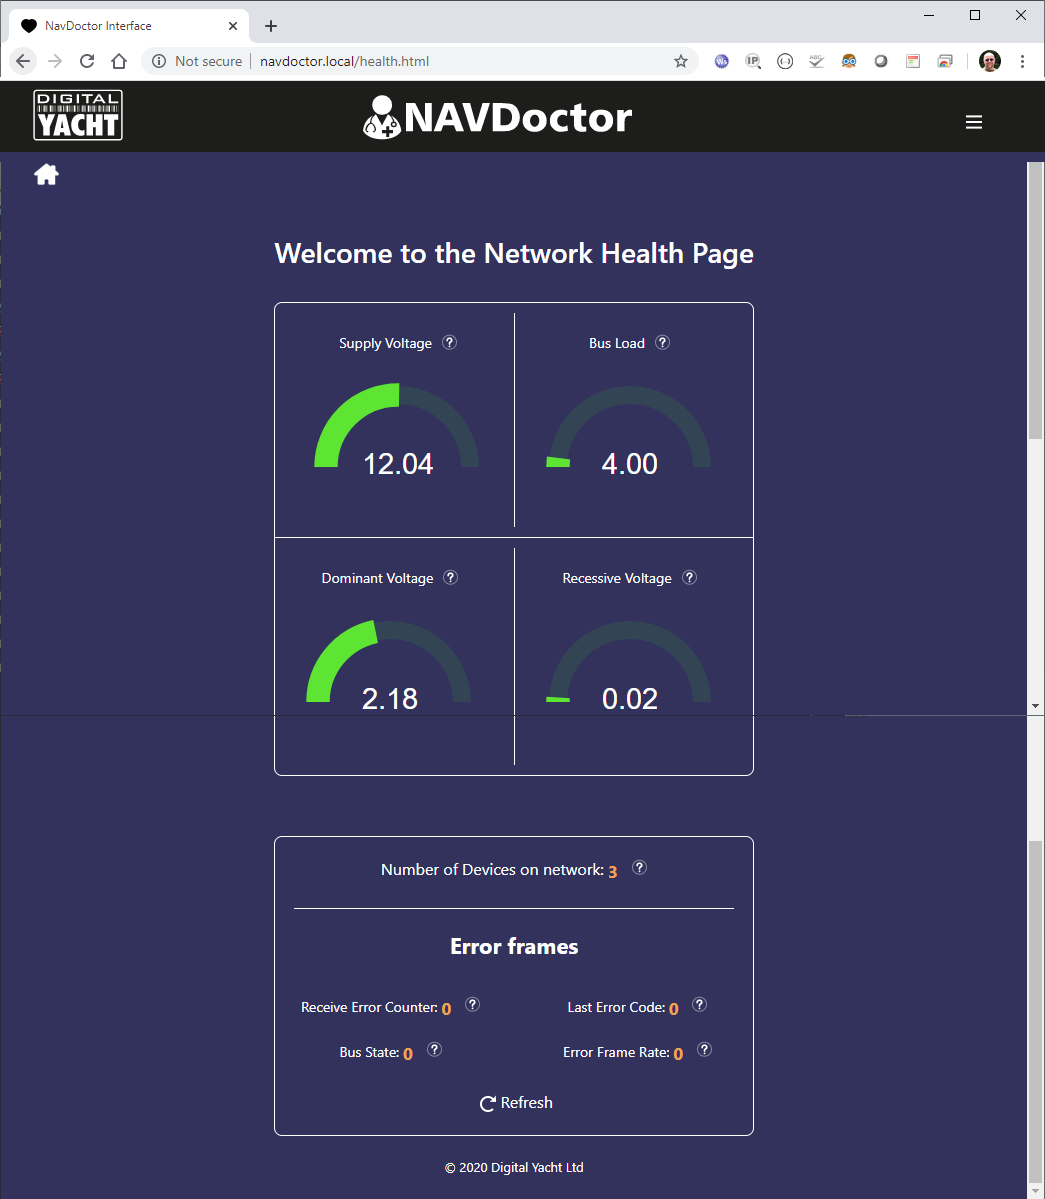 NavDoctor Interface
Not secure | navdoctor.local/health.html
DIGITAL
YACHT
NAVDoctor
Welcome to the Network Health Page
Supply Voltage ?
Bus Load ?
12.04
4.00
Dominant Voltage ?
Recessive Voltage ?
2.18
0.02
Number of Devices on network: 3 ?
Error frames
Receive Error Counter: 0 ?
Last Error Code: 0 ?
Bus State: 0 ?
Error Frame Rate: 0 ?
Refresh
© 2020 Digital Yacht Ltd